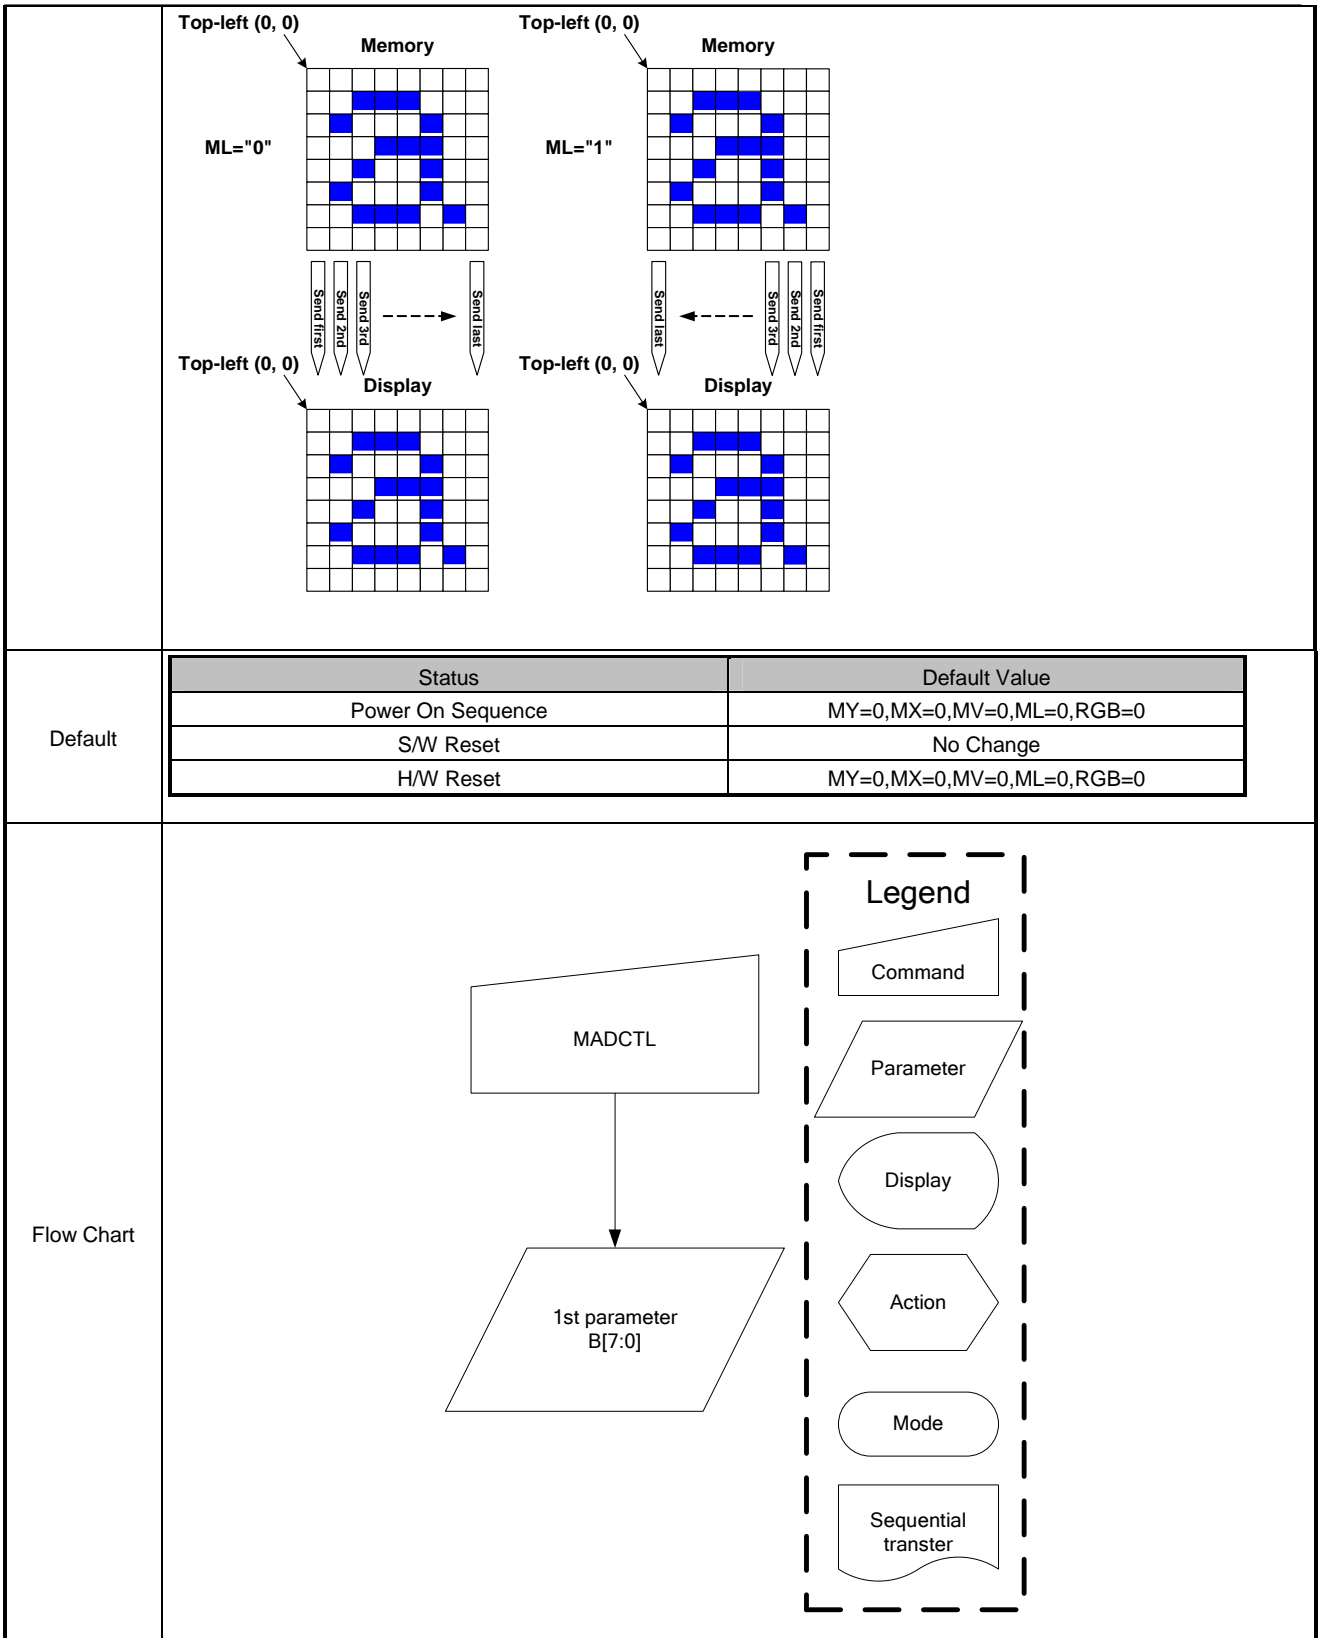 Top-left (0, 0)
Memory
ML="0"
Send first
Send 2nd
Send 3rd
Send last
Top-left (0, 0)
Display
Top-left (0, 0)
Memory
ML="1"
Send last
Send 3rd
Send 2nd
Send first
Top-left (0, 0)
Display
Default
Status Default Value
Power On Sequence MY=0,MX=0,MV=0,ML=0,RGB=0
S/W Reset No Change
H/W Reset MY=0,MX=0,MV=0,ML=0,RGB=0
Flow Chart
MADCTL
1st parameter
B[7:0]
Legend
Command
Parameter
Display
Action
Mode
Sequential
transter